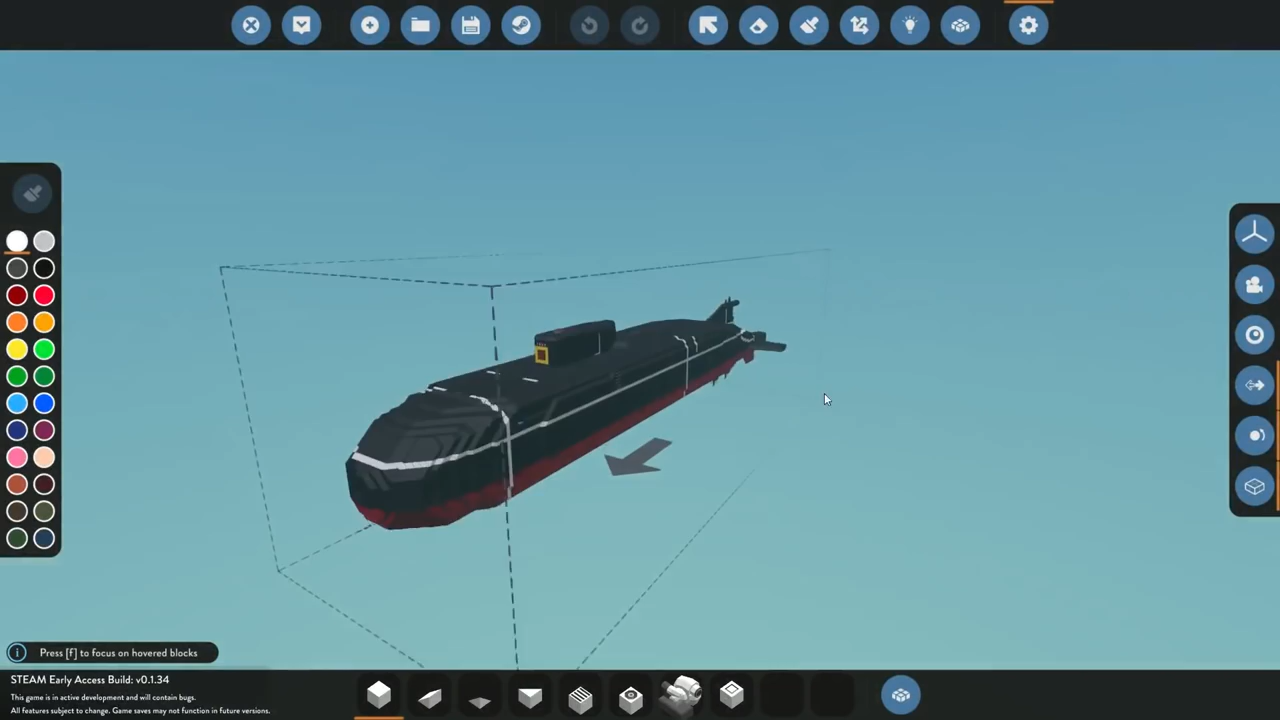 Press [f] to focus on hovered blocks
STEAM Early Access Build: v0.1.34
This game is in active development and will contain bugs.
All features subject to change. Game saves may not function in future versions.